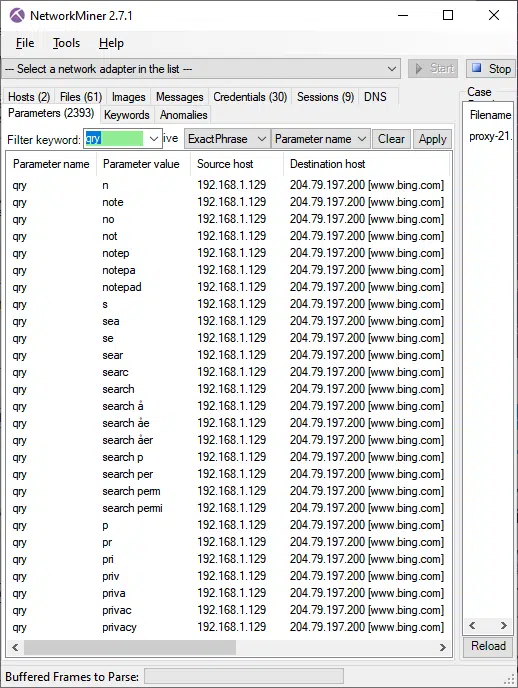 NetworkMiner 2.7.1
File Tools Help
--- Select a network adapter in the list --- Start Stop
Hosts (2) Files (61) Images Messages Credentials (30) Sessions (9) DNS
Parameters (2393) Keywords Anomalies
Filter keyword: qry ive ExactPhrase Parameter name Clear Apply
Parameter name Parameter value Source host Destination host
qry n 192.168.1.129 204.79.197.200 [www.bing.com]
qry note 192.168.1.129 204.79.197.200 [www.bing.com]
qry no 192.168.1.129 204.79.197.200 [www.bing.com]
qry not 192.168.1.129 204.79.197.200 [www.bing.com]
qry notep 192.168.1.129 204.79.197.200 [www.bing.com]
qry notepa 192.168.1.129 204.79.197.200 [www.bing.com]
qry notepad 192.168.1.129 204.79.197.200 [www.bing.com]
qry s 192.168.1.129 204.79.197.200 [www.bing.com]
qry sea 192.168.1.129 204.79.197.200 [www.bing.com]
qry se 192.168.1.129 204.79.197.200 [www.bing.com]
qry sear 192.168.1.129 204.79.197.200 [www.bing.com]
qry searc 192.168.1.129 204.79.197.200 [www.bing.com]
qry search 192.168.1.129 204.79.197.200 [www.bing.com]
qry search å 192.168.1.129 204.79.197.200 [www.bing.com]
qry search åe 192.168.1.129 204.79.197.200 [www.bing.com]
qry search åer 192.168.1.129 204.79.197.200 [www.bing.com]
qry search p 192.168.1.129 204.79.197.200 [www.bing.com]
qry search per 192.168.1.129 204.79.197.200 [www.bing.com]
qry search perm 192.168.1.129 204.79.197.200 [www.bing.com]
qry search permi 192.168.1.129 204.79.197.200 [www.bing.com]
qry p 192.168.1.129 204.79.197.200 [www.bing.com]
qry pr 192.168.1.129 204.79.197.200 [www.bing.com]
qry pri 192.168.1.129 204.79.197.200 [www.bing.com]
qry priv 192.168.1.129 204.79.197.200 [www.bing.com]
qry priva 192.168.1.129 204.79.197.200 [www.bing.com]
qry privac 192.168.1.129 204.79.197.200 [www.bing.com]
qry privacy 192.168.1.129 204.79.197.200 [www.bing.com]
Case
Filename
proxy-21.
Reload
Buffered Frames to Parse: